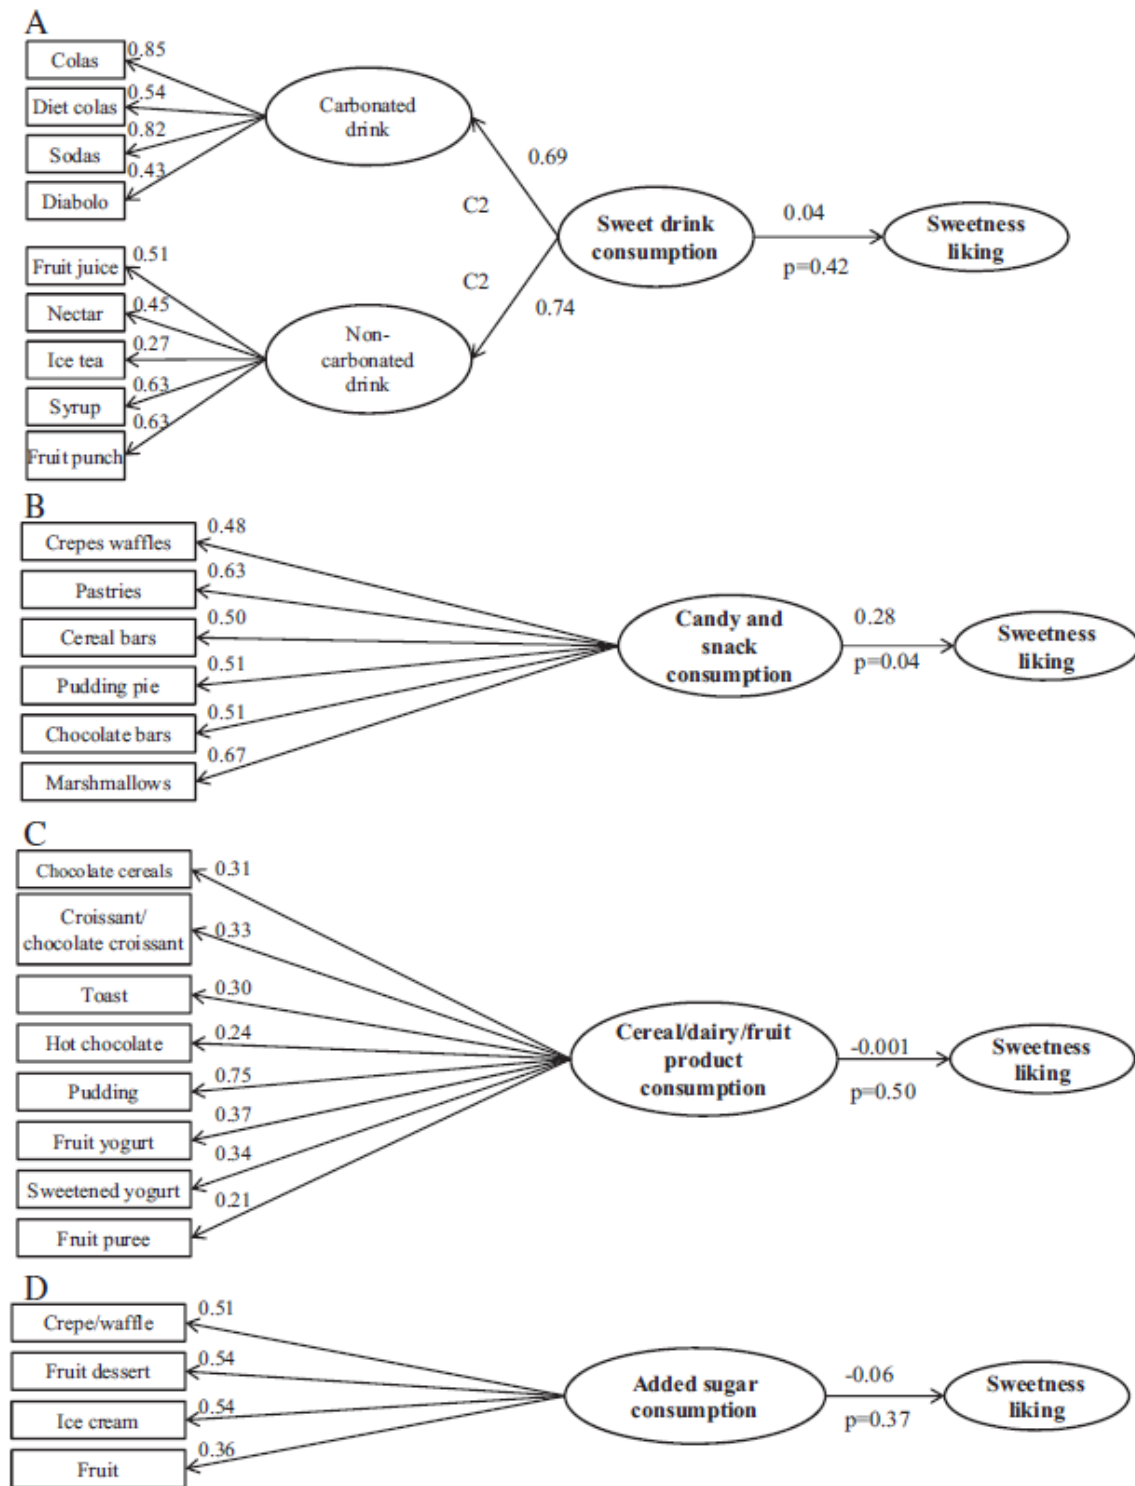 A
Colas
0.85
Diet colas
0.54
Sodas
0.82
Diabolo
0.43
Carbonated
drink
0.69
C2
Sweet drink
consumption
0.04
p=0.42
Sweetness
liking
C2
0.74
Fruit juice
0.51
Nectar
0.45
Ice tea
0.27
Syrup
0.63
Fruit punch
0.63
Non-
carbonated
drink
B
Crepes waffles
0.48
Pastries
0.63
Cereal bars
0.50
Pudding pie
0.51
Chocolate bars
0.51
Marshmallows
0.67
Candy and
snack
consumption
0.28
p=0.04
Sweetness
liking
C
Chocolate cereals
0.31
Croissant/
chocolate croissant
0.33
Toast
0.30
Hot chocolate
0.24
Pudding
0.75
Fruit yogurt
0.37
Sweetened yogurt
0.34
Fruit puree
0.21
Cereal/dairy/fruit
product
consumption
-0.001
p=0.50
Sweetness
liking
D
Crepe/waffle
0.51
Fruit dessert
0.54
Ice cream
0.54
Fruit
0.36
Added sugar
consumption
-0.06
p=0.37
Sweetness
liking